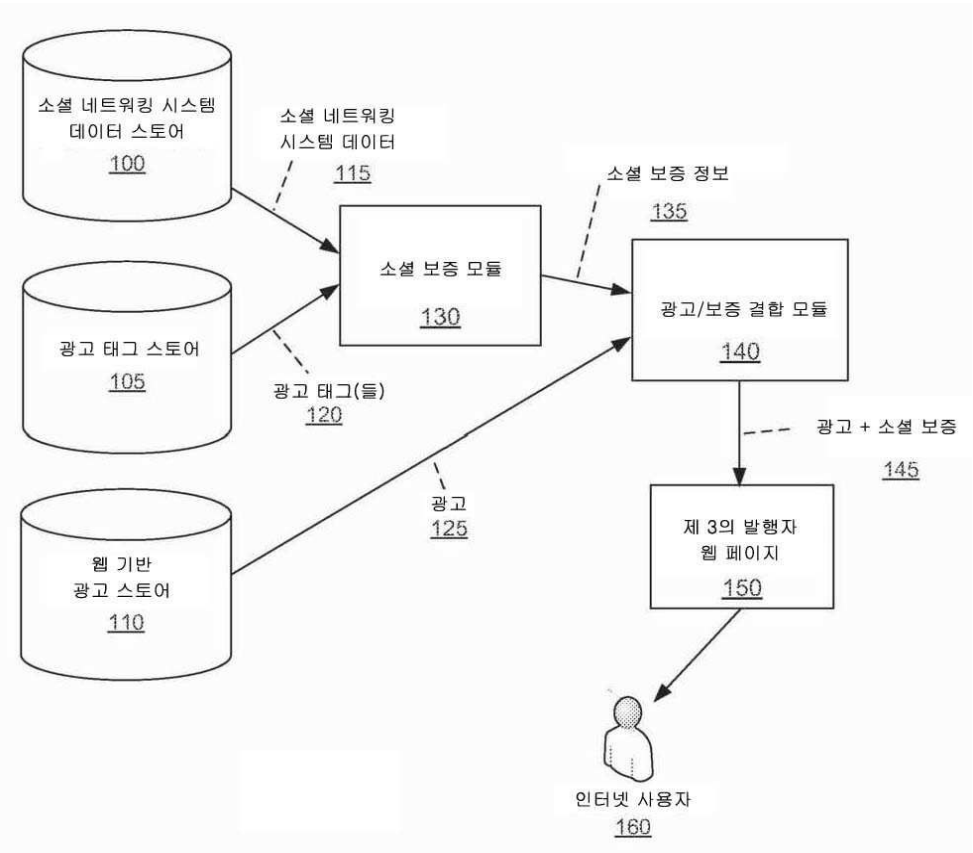 소셜 네트워킹 시스템
데이터 스토어
100
소셜 네트워킹
시스템 데이터
115
소셜 보증 정보
135
소셜 보증 모듈
130
광고/보증 결합 모듈
140
광고 태그 스토어
105
광고 태그(들)
120
광고 + 소셜 보증
145
광고
125
제 3의 발행자
웹 페이지
150
웹 기반
광고 스토어
110
인터넷 사용자
160